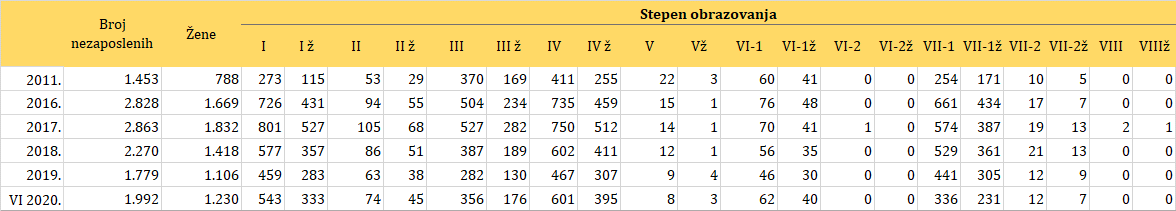 Stepen obrazovanja
Broj nezaposlenih Žene I I ž II II ž III III ž IV IV ž V Vž VI-1 VI-1ž VI-2 VI-2ž VII-1 VII-1ž VII-2 VII-2ž VIII VIIIž
2011. 1.453 788 273 115 53 29 370 169 411 255 22 3 60 41 0 0 254 171 10 5 0 0
2016. 2.828 1.669 726 431 94 55 504 234 735 459 15 1 76 48 0 0 661 434 17 7 0 0
2017. 2.863 1.832 801 527 105 68 527 282 750 512 14 1 70 41 1 0 574 387 19 13 2 1
2018. 2.270 1.418 577 357 86 51 387 189 602 411 12 1 56 35 0 0 529 361 21 13 0 0
2019. 1.779 1.106 459 283 63 38 282 130 467 307 9 4 46 30 0 0 441 305 12 9 0 0
VI 2020. 1.992 1.230 543 333 74 45 356 176 601 395 8 3 62 40 0 0 336 231 12 7 0 0